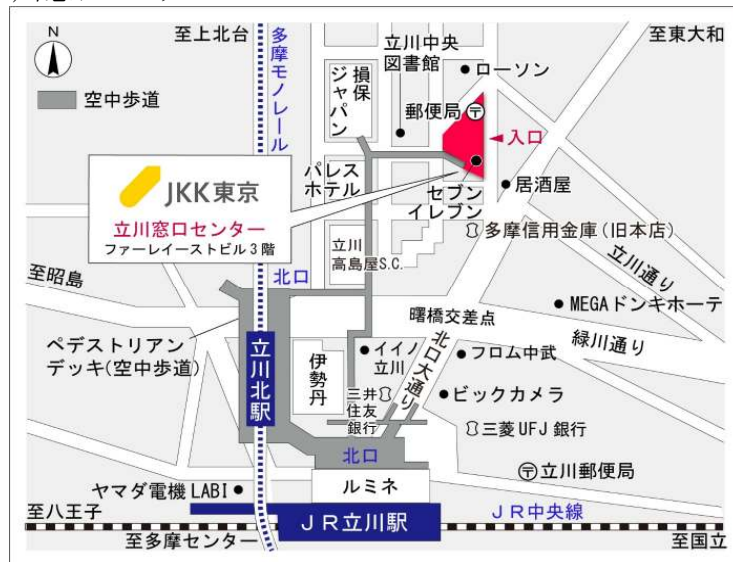 N
至上北台
多摩モノレール
空中歩道
損保
ジャパン
立川中央
図書館
ローソン
至東大和
郵便局〒
入口
JKK東京
立川窓口センター
ファーレイーストビル3階
パレス
ホテル
セブン
イレブン
居酒屋
多摩信用金庫(旧本店)
立川通り
立川
高島屋S.C.
北口
至昭島
MEGAドンキホーテ
曙橋交差点
緑川通り
ペデストリアン
デッキ(空中歩道)
立川北駅
伊勢丹
イイノ
立川
北口大通り
フロム中武
三井
住友
銀行
ビックカメラ
三菱UFJ銀行
北口
〒立川郵便局
ヤマダ電機LABI
ルミネ
至八王子
JR立川駅
JR中央線
至多摩センター
至国立